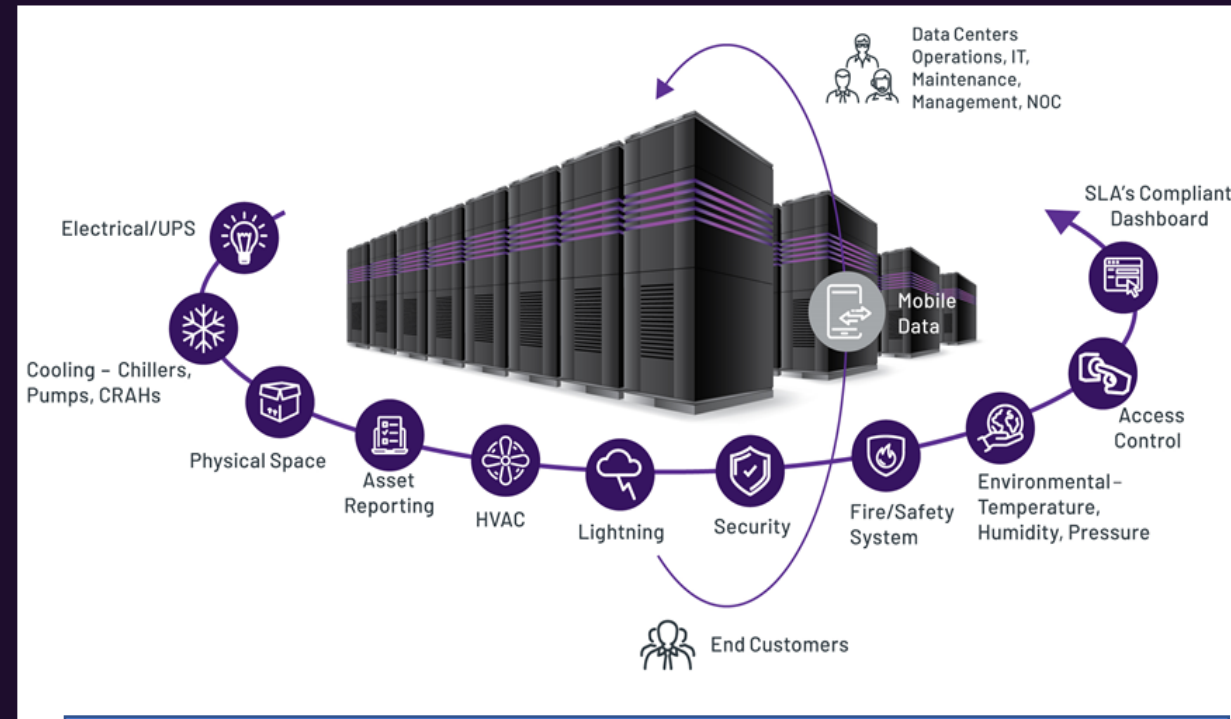 Data Centers
Operations, IT,
Maintenance,
Management, NOC
SLA's Compliant
Dashboard
Electrical/UPS
Mobile
Data
Cooling – Chillers,
Pumps, CRAHs
Physical Space
Asset
Reporting
HVAC
Lightning
Security
Fire/Safety
System
Environmental–
Temperature,
Humidity, Pressure
Access
Control
End Customers